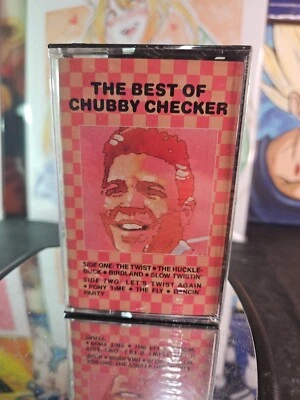 THE BEST OF
CHUBBY CHECKER
SIDE ONE: THE TWIST • THE HUCKLE-
BUCK • BIRDLAND • SLOW TWISTIN'
SIDE TWO: LET'S TWIST AGAIN
• PONY TIME • THE FLY • DANCIN'
PARTY